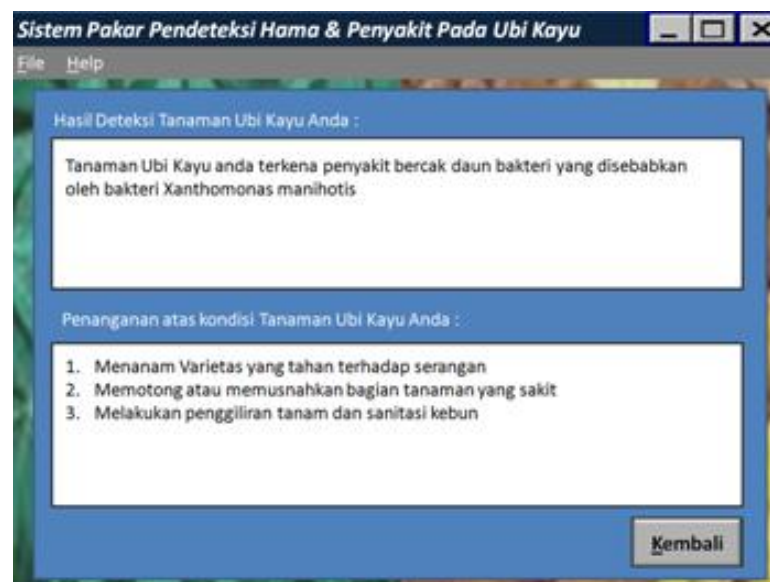 Sistem Pakar Pendeteksi Hama & Penyakit Pada Ubi Kayu
File Help
Hasil Deteksi Tanaman Ubi Kayu Anda :
Tanaman Ubi Kayu anda terkena penyakit bercak daun bakteri yang disebabkan
oleh bakteri Xanthomonas manihotis
Penanganan atas kondisi Tanaman Ubi Kayu Anda :
1. Menanam Varietas yang tahan terhadap serangan
2. Memotong atau memusnahkan bagian tanaman yang sakit
3. Melakukan penggiliran tanam dan sanitasi kebun
Kembali